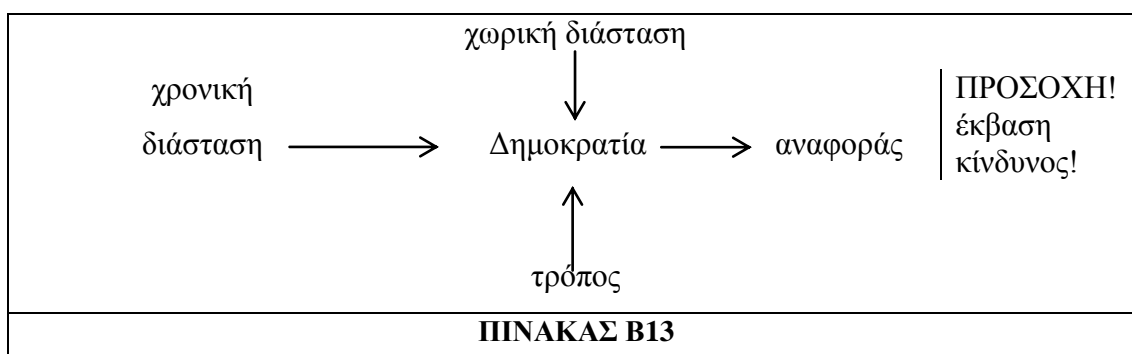 χωρική διάσταση
χρονική
διάσταση
Δημοκρατία
αναφοράς
ΠΡΟΣΟΧΗ!
έκβαση
κίνδυνος!
τρόπος
ΠΙΝΑΚΑΣ Β13